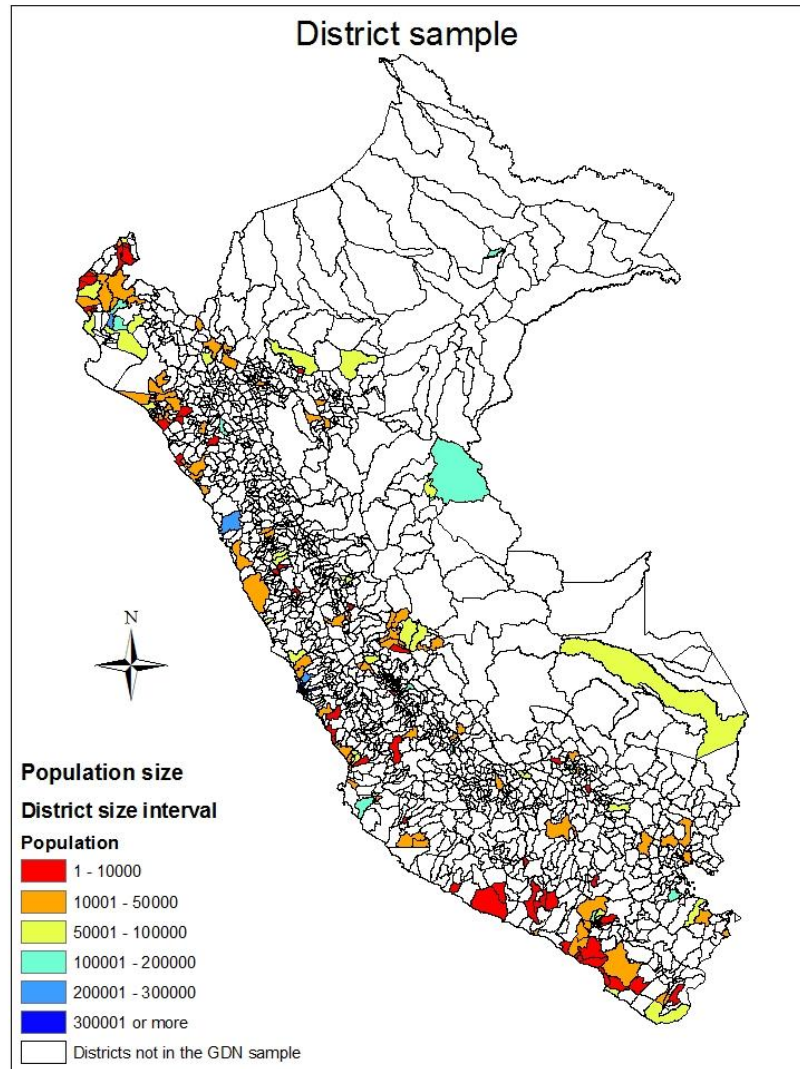 District sample
N
Population size
District size interval
Population
1 - 10000
10001 - 50000
50001 - 100000
100001 - 200000
200001 - 300000
300001 or more
Districts not in the GDN sample